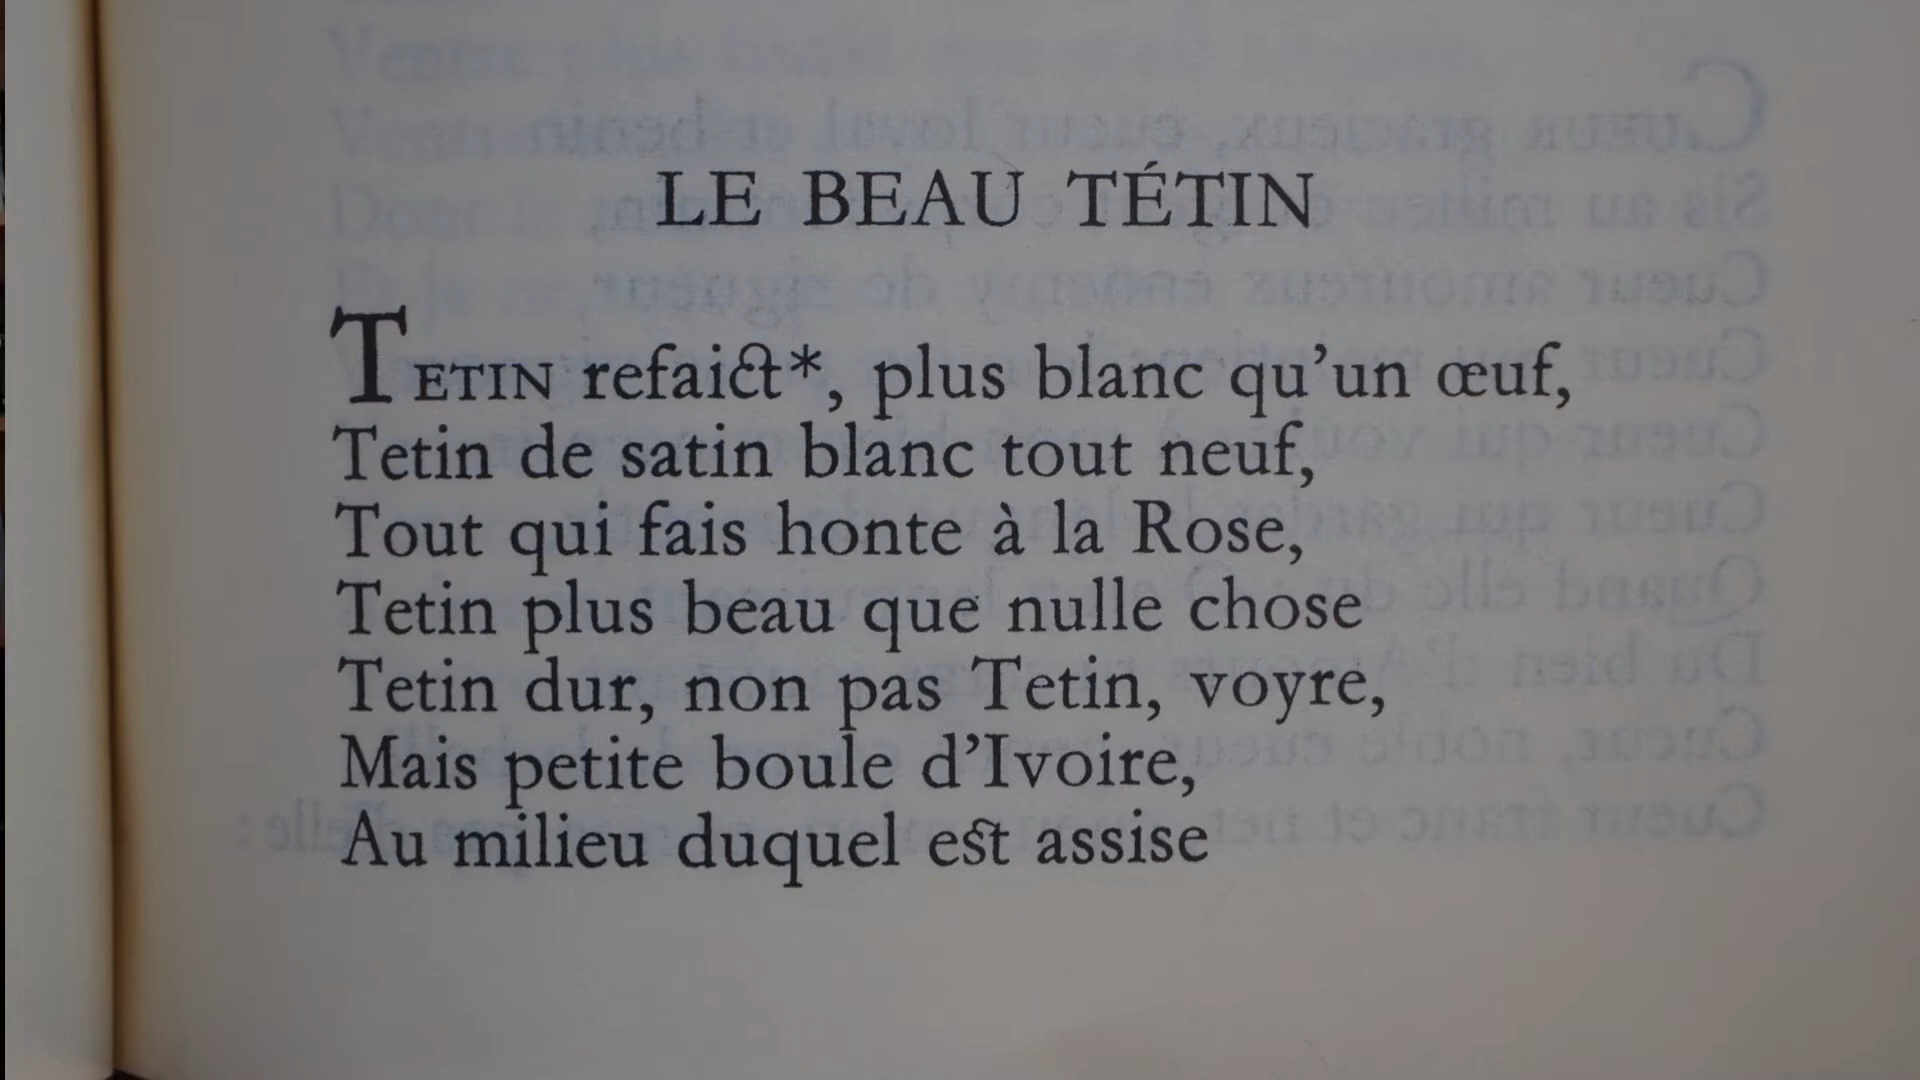 LE BEAU TÉTIN
TETIN refaict*, plus blanc qu'un œuf,
Tetin de satin blanc tout neuf,
Tout qui fais honte à la Rose,
Tetin plus beau que nulle chose
Tetin dur, non pas Tetin, voyre,
Mais petite boule d'Ivoire,
Au milieu duquel est assise